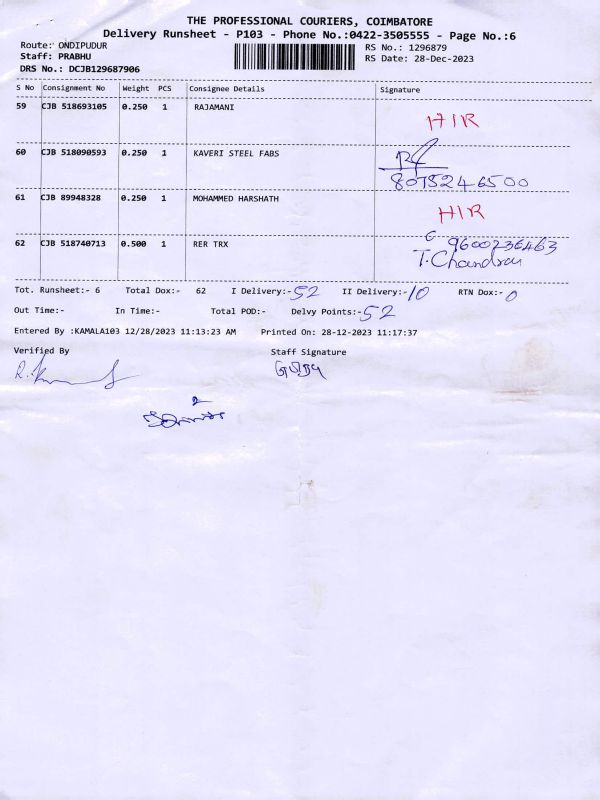 THE PROFESSIONAL COURIERS, COIMBATORE
Delivery Runsheet - P103 - Phone No.:0422-3505555 - Page No.:6
Route: ONDIPUDUR
RS No.: 1296879
Staff: PRABHU
RS Date: 28-Dec-2023
DRS No.: DCJB129687906
S No Consignment No Weight PCS Consignee Details Signature
59 CJB 518693105 0.250 1 RAJAMANI HIR
60 CJB 518090593 0.250 1 KAVERI STEEL FABS
8075246500
61 CJB 89948328 0.250 1 MOHAMMED HARSHATH HIR
62 CJB 518740713 0.500 1 RER TRX 9600236463
T.Chandran
Tot. Runsheet:- 6 Total Dox:- 62 I Delivery:- 52 II Delivery:- 10 RTN Dox:- 0
Out Time:- In Time:- Total POD:- Delvy Points:- 52
Entered By :KAMALA103 12/28/2023 11:13:23 AM Printed On: 28-12-2023 11:17:37
Verified By Staff Signature